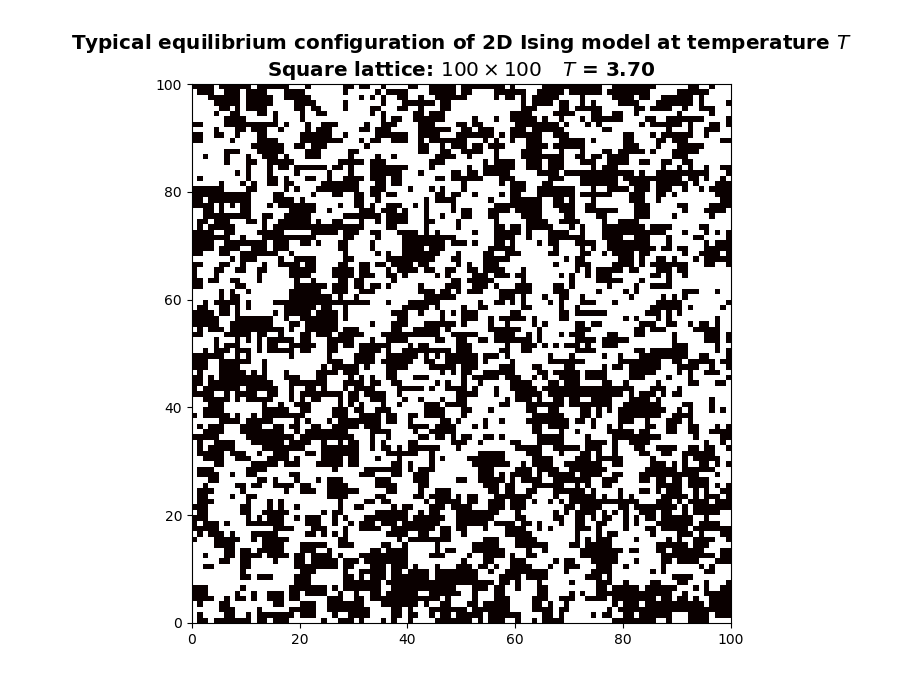 Typical equilibrium configuration of 2D Ising model at temperature T
Square lattice: 100 × 100 T = 3.70
100
80
60
40
20
0
0 20 40 60 80 100